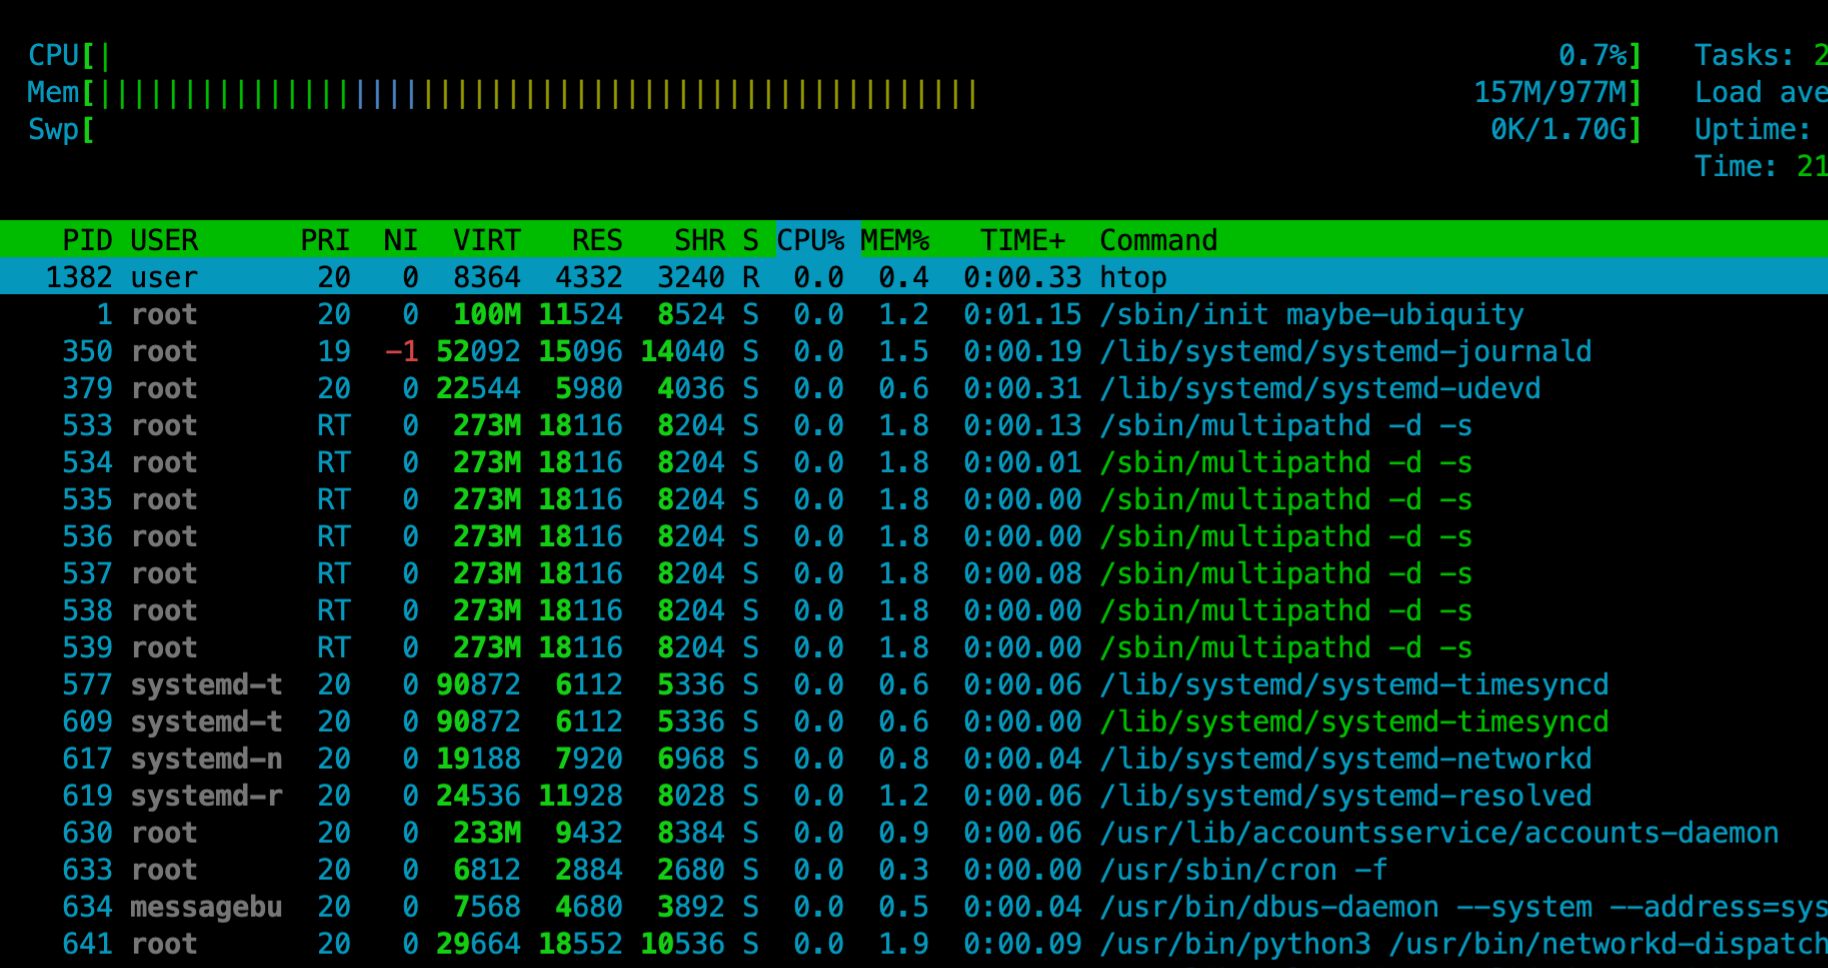 CPU[| 0.7%] Tasks: 2
Mem[|||||||||||||||||||||||||||||||||||||||||||||||||||| 157M/977M] Load ave
Swp[ 0K/1.70G] Uptime:
Time: 21
PID USER PRI NI VIRT RES SHR S CPU% MEM% TIME+ Command
1382 user 20 0 8364 4332 3240 R 0.0 0.4 0:00.33 htop
1 root 20 0 100M 11524 8524 S 0.0 1.2 0:01.15 /sbin/init maybe-ubiquity
350 root 19 -1 52092 15096 14040 S 0.0 1.5 0:00.19 /lib/systemd/systemd-journald
379 root 20 0 22544 5980 4036 S 0.0 0.6 0:00.31 /lib/systemd/systemd-udevd
533 root RT 0 273M 18116 8204 S 0.0 1.8 0:00.13 /sbin/multipathd -d -s
534 root RT 0 273M 18116 8204 S 0.0 1.8 0:00.01 /sbin/multipathd -d -s
535 root RT 0 273M 18116 8204 S 0.0 1.8 0:00.00 /sbin/multipathd -d -s
536 root RT 0 273M 18116 8204 S 0.0 1.8 0:00.00 /sbin/multipathd -d -s
537 root RT 0 273M 18116 8204 S 0.0 1.8 0:00.08 /sbin/multipathd -d -s
538 root RT 0 273M 18116 8204 S 0.0 1.8 0:00.00 /sbin/multipathd -d -s
539 root RT 0 273M 18116 8204 S 0.0 1.8 0:00.00 /sbin/multipathd -d -s
577 systemd-t 20 0 90872 6112 5336 S 0.0 0.6 0:00.06 /lib/systemd/systemd-timesyncd
609 systemd-t 20 0 90872 6112 5336 S 0.0 0.6 0:00.00 /lib/systemd/systemd-timesyncd
617 systemd-n 20 0 19188 7920 6968 S 0.0 0.8 0:00.04 /lib/systemd/systemd-networkd
619 systemd-r 20 0 24536 11928 8028 S 0.0 1.2 0:00.06 /lib/systemd/systemd-resolved
630 root 20 0 233M 9432 8384 S 0.0 0.9 0:00.06 /usr/lib/accountsservice/accounts-daemon
633 root 20 0 6812 2884 2680 S 0.0 0.3 0:00.00 /usr/sbin/cron -f
634 messagebu 20 0 7568 4680 3892 S 0.0 0.5 0:00.04 /usr/bin/dbus-daemon --system --address=sys
641 root 20 0 29664 18552 10536 S 0.0 1.9 0:00.09 /usr/bin/python3 /usr/bin/networkd-dispatch